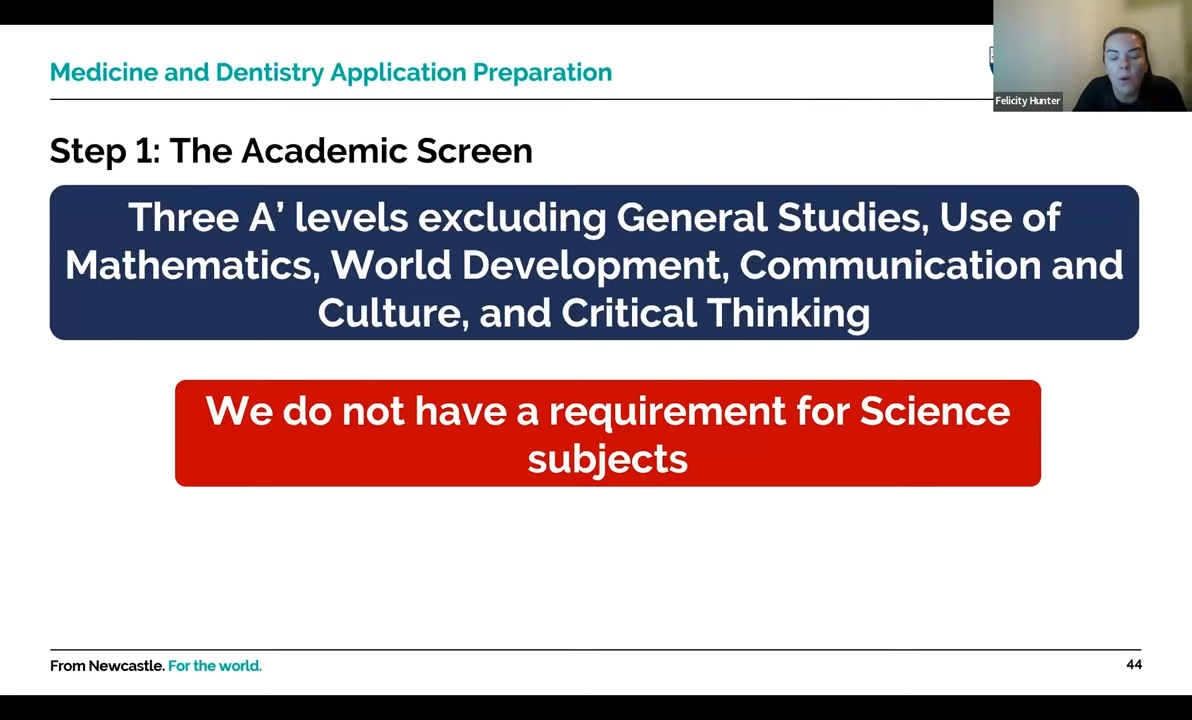 Medicine and Dentistry Application Preparation
Felicity Hunter
Step 1: The Academic Screen
Three A' levels excluding General Studies, Use of
Mathematics, World Development, Communication and
Culture, and Critical Thinking
We do not have a requirement for Science
subjects
From Newcastle. For the world.
44